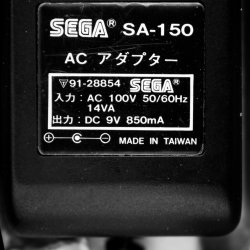 SEGA® SA-150
AC アダプター
▽91-28854 SEGA®
入力：AC 100V 50/60Hz
14VA
出力：DC 9V 850mA
MADE IN TAIWAN